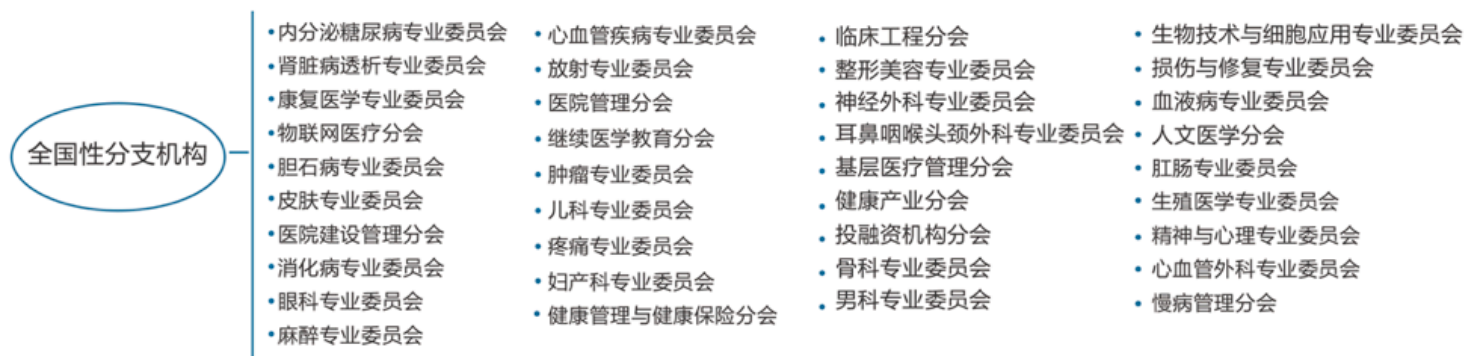 全国性分支机构
•内分泌糖尿病专业委员会
•肾脏病透析专业委员会
•康复医学专业委员会
•物联网医疗分会
•胆石病专业委员会
•皮肤专业委员会
•医院建设管理分会
•消化病专业委员会
•眼科专业委员会
•麻醉专业委员会
•心血管疾病专业委员会
•放射专业委员会
•医院管理分会
•继续医学教育分会
•肿瘤专业委员会
•儿科专业委员会
•疼痛专业委员会
•妇产科专业委员会
•健康管理与健康保险分会
•临床工程分会
•整形美容专业委员会
•神经外科专业委员会
•耳鼻咽喉头颈外科专业委员会
•基层医疗管理分会
•健康产业分会
•投融资机构分会
•骨科专业委员会
•男科专业委员会
•生物技术与细胞应用专业委员会
•损伤与修复专业委员会
•血液病专业委员会
•人文医学分会
•肛肠专业委员会
•生殖医学专业委员会
•精神与心理专业委员会
•心血管外科专业委员会
•慢病管理分会